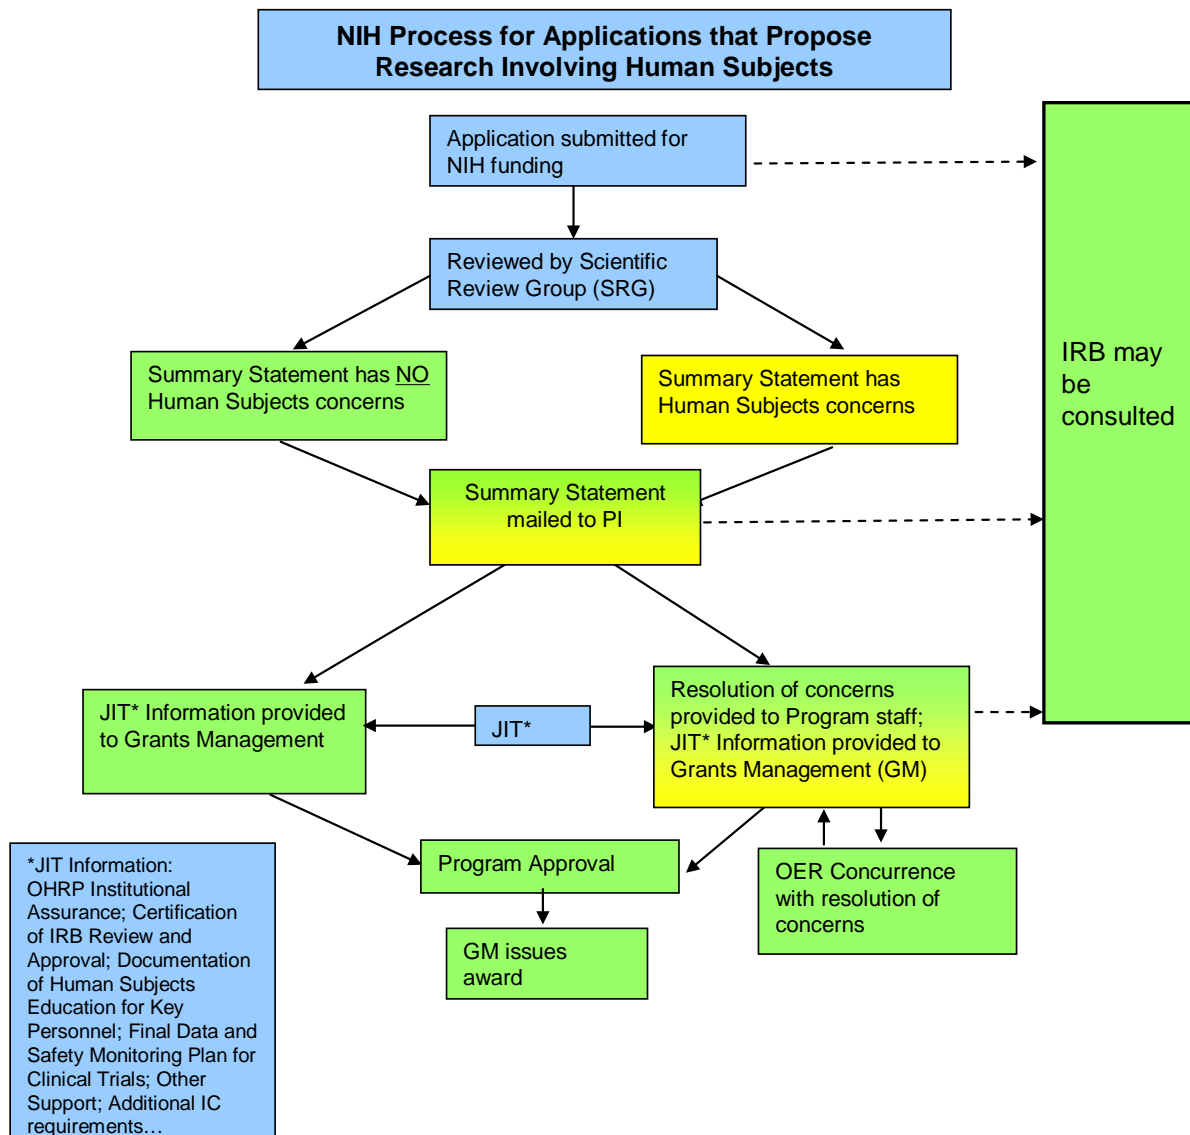 NIH Process for Applications that Propose
Research Involving Human Subjects
Application submitted for
NIH funding
Reviewed by Scientific
Review Group (SRG)
Summary Statement has NO
Human Subjects concerns
Summary Statement has
Human Subjects concerns
IRB may
be
consulted
Summary Statement
mailed to PI
JIT* Information provided
to Grants Management
JIT*
Resolution of concerns
provided to Program staff;
JIT* Information provided to
Grants Management (GM)
Program Approval
OER Concurrence
with resolution of
concerns
GM issues
award
*JIT Information:
OHRP Institutional
Assurance; Certification
of IRB Review and
Approval; Documentation
of Human Subjects
Education for Key
Personnel; Final Data and
Safety Monitoring Plan for
Clinical Trials; Other
Support; Additional IC
requirements…